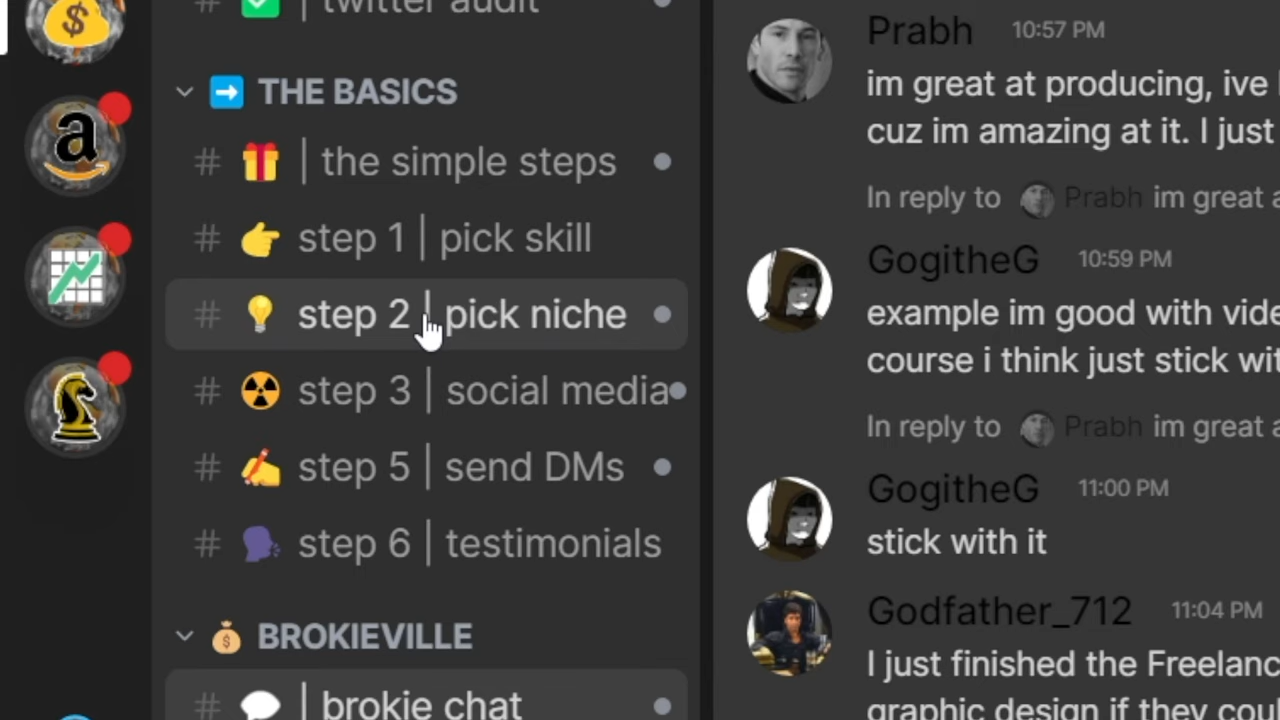 | twitter audit
THE BASICS
# | the simple steps
# step 1 | pick skill
# step 2 | pick niche
# step 3 | social media
# step 5 | send DMs
# step 6 | testimonials
BROKIEVILLE
# | brokie chat
Prabh 10:57 PM
im great at producing, ive
cuz im amazing at it. I just
In reply to Prabh im great a
GogitheG 10:59 PM
example im good with vide
course i think just stick wit
In reply to Prabh im great a
GogitheG 11:00 PM
stick with it
Godfather_712 11:04 PM
I just finished the Freelanc
graphic design if they coul